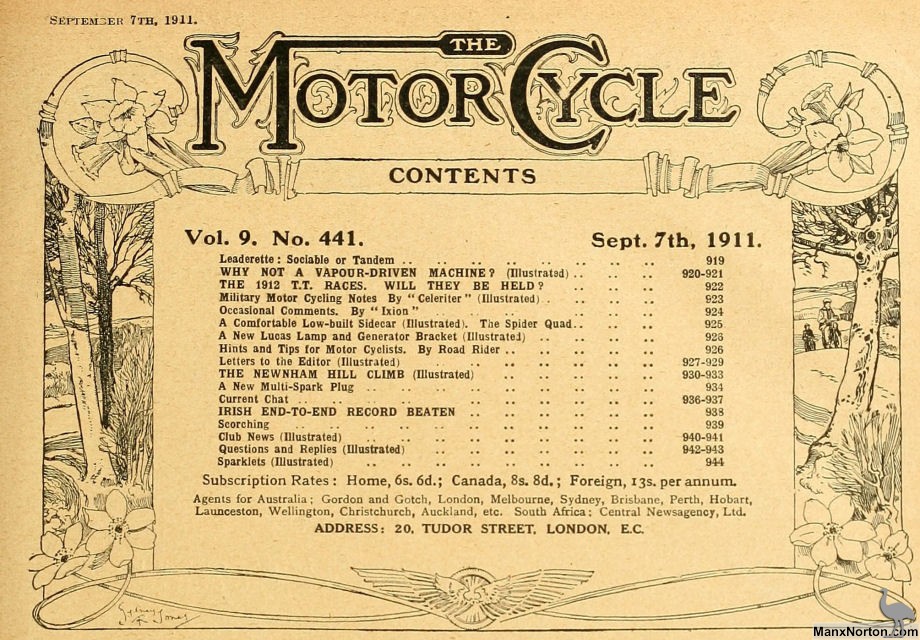 SEPTEMBER 7TH, 1911.
THE
MOTOR CYCLE
CONTENTS
Vol. 9. No. 441. Sept. 7th, 1911.
Leaderette : Sociable or Tandem .. .. .. .. .. .. .. .. 919
WHY NOT A VAPOUR-DRIVEN MACHINE? (Illustrated) .. .. .. .. 920-921
THE 1912 T.T. RACES. WILL THEY BE HELD? .. .. .. .. 922
Military Motor Cycling Notes By "Celeriter" (Illustrated) .. .. .. .. 923
Occasional Comments. By "Ixion" .. .. .. .. .. .. .. 924
A Comfortable Low-built Sidecar (Illustrated). The Spider Quad .. .. .. 925
A New Lucas Lamp and Generator Bracket (Illustrated) .. .. .. .. 926
Hints and Tips for Motor Cyclists. By Road Rider .. .. .. .. .. 926
Letters to the Editor (Illustrated) .. .. .. .. .. .. .. 927-929
THE NEWNHAM HILL CLIMB (Illustrated) .. .. .. .. .. .. 930-933
A New Multi-Spark Plug .. .. .. .. .. .. .. .. 934
Current Chat .. .. .. .. .. .. .. .. .. .. 936-937
IRISH END-TO-END RECORD BEATEN .. .. .. .. .. .. 938
Scorching .. .. .. .. .. .. .. .. .. .. 939
Club News (Illustrated) .. .. .. .. .. .. .. .. 940-941
Questions and Replies (Illustrated) .. .. .. .. .. .. .. 942-943
Sparklets (Illustrated) .. .. .. .. .. .. .. .. 944
Subscription Rates : Home, 6s. 6d.; Canada, 8s. 8d.; Foreign, 13s. per annum.
Agents for Australia; Gordon and Gotch, London, Melbourne, Sydney, Brisbane, Perth, Hobart,
Launceston, Wellington, Christchurch, Auckland, etc. South Africa; Central Newsagency, Ltd.
ADDRESS: 20, TUDOR STREET, LONDON, E.C.
Sydney
R. Jones
ManxNorton.com